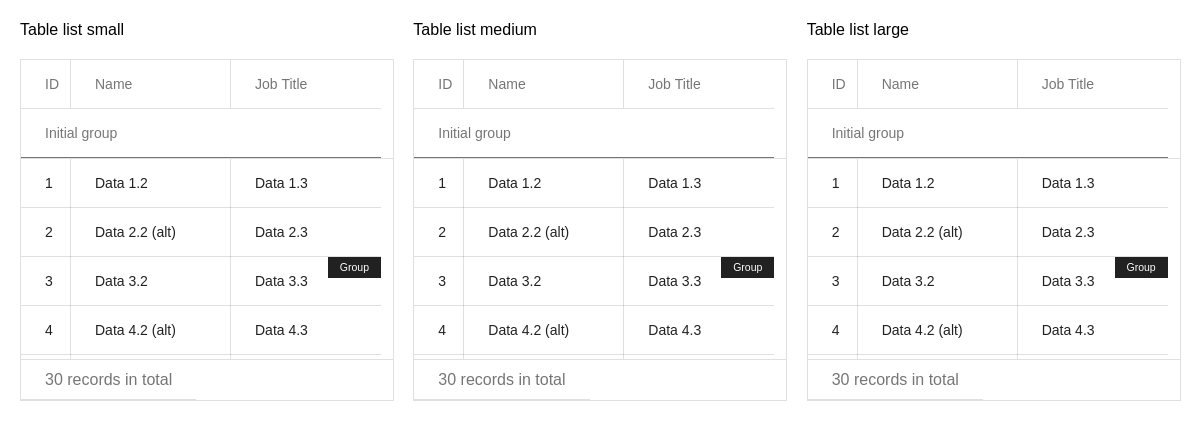 Table list small
ID Name Job Title
Initial group
1 Data 1.2 Data 1.3
2 Data 2.2 (alt) Data 2.3
Group
3 Data 3.2 Data 3.3
4 Data 4.2 (alt) Data 4.3
30 records in total
Table list medium
ID Name Job Title
Initial group
1 Data 1.2 Data 1.3
2 Data 2.2 (alt) Data 2.3
Group
3 Data 3.2 Data 3.3
4 Data 4.2 (alt) Data 4.3
30 records in total
Table list large
ID Name Job Title
Initial group
1 Data 1.2 Data 1.3
2 Data 2.2 (alt) Data 2.3
Group
3 Data 3.2 Data 3.3
4 Data 4.2 (alt) Data 4.3
30 records in total